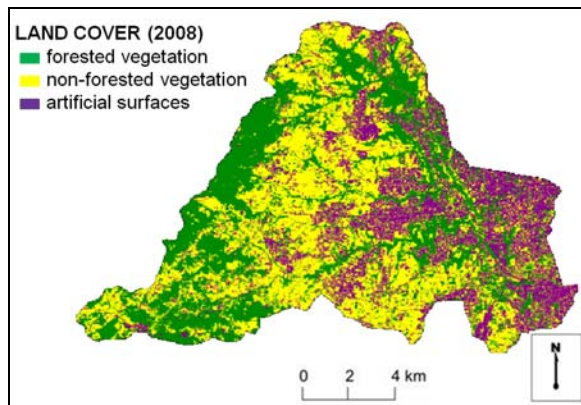 LAND COVER (2008)
forested vegetation
non-forested vegetation
artificial surfaces
N
0 2 4 km